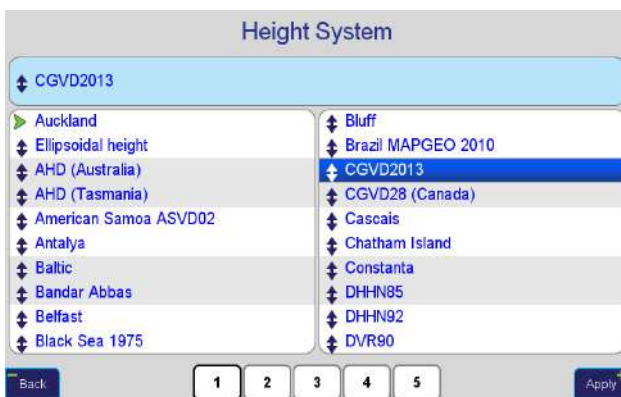 Height System
CGVD2013
Auckland
Ellipsoidal height
AHD (Australia)
AHD (Tasmania)
American Samoa ASVD02
Antalya
Baltic
Bandar Abbas
Belfast
Black Sea 1975
Bluff
Brazil MAPGEO 2010
CGVD2013
CGVD28 (Canada)
Cascais
Chatham Island
Constanta
DHHN85
DHHN92
DVR90
Back
1 2 3 4 5
Apply